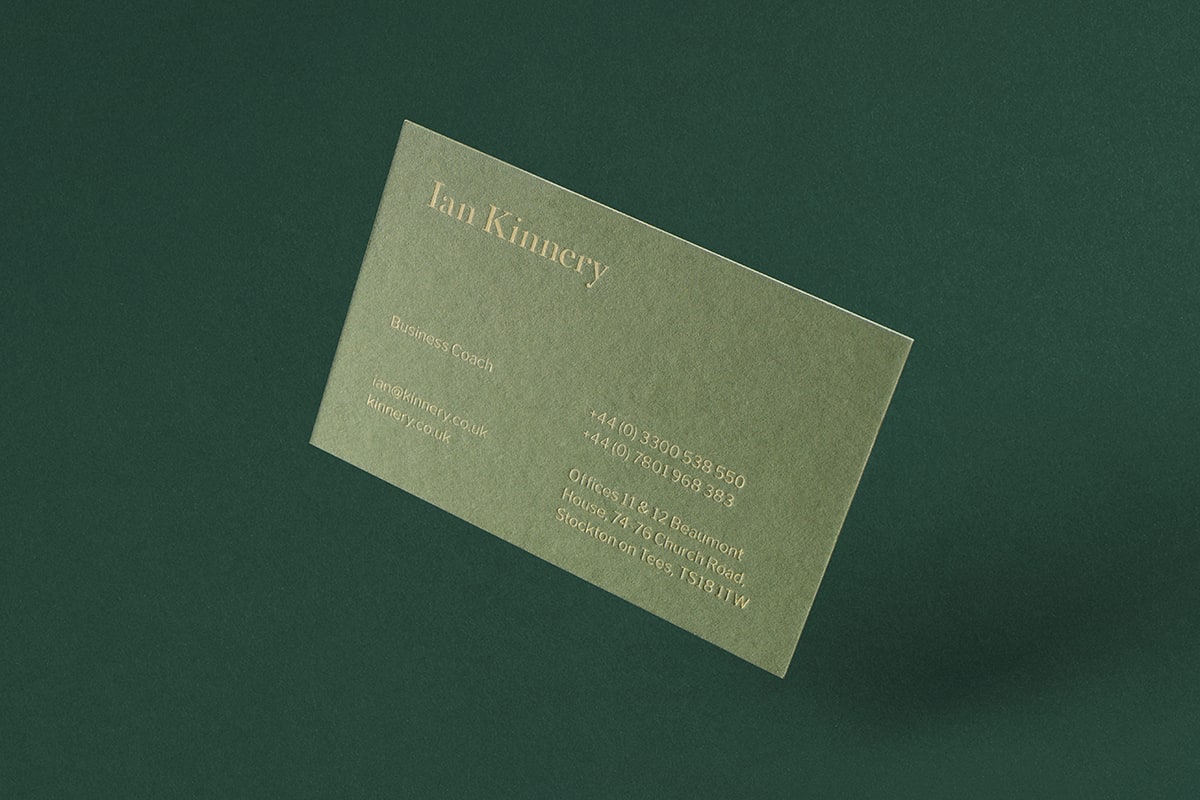 Ian Kinnery
Business Coach
ian@kinnery.co.uk
kinnery.co.uk
+44 (0) 3300 538 550
+44 (0) 7801 968 383
Offices 11 & 12 Beaumont
House, 74-76 Church Road,
Stockton on Tees, TS18 1TW